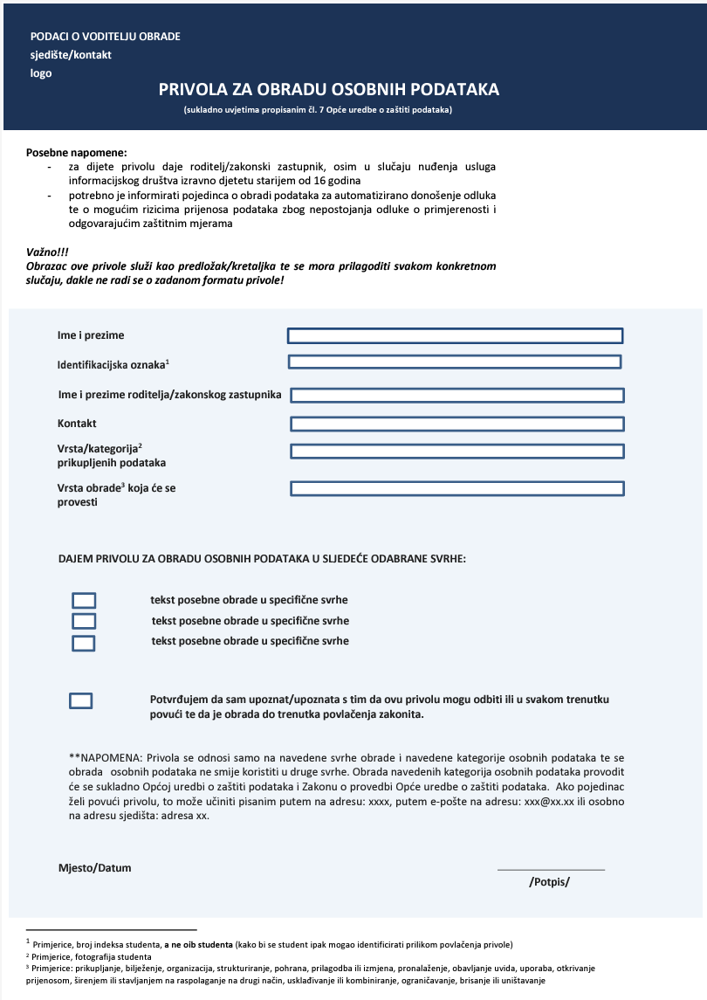 PODACI O VODITELJU OBRADE
sjedište/kontakt
logo
PRIVOLA ZA OBRADU OSOBNIH PODATAKA
(sukladno uvjetima propisanim čl. 7 Opće uredbe o zaštiti podataka)
Posebne napomene:
- za dijete privolu daje roditelj/zakonski zastupnik, osim u slučaju nuđenja usluga
informacijskog društva izravno djetetu starijem od 16 godina
- potrebno je informirati pojedinca o obradi podataka za automatizirano donošenje odluka
te o mogućim rizicima prijenosa podataka zbog nepostojanja odluke o primjerenosti i
odgovarajućim zaštitnim mjerama
Važno!!!
Obrazac ove privole služi kao predložak/kretaljka te se mora prilagoditi svakom konkretnom
slučaju, dakle ne radi se o zadanom formatu privole!
Ime i prezime
Identifikacijska oznaka¹
Ime i prezime roditelja/zakonskog zastupnika
Kontakt
Vrsta/kategorija²
prikupljenih podataka
Vrsta obrade³ koja će se
provesti
DAJEM PRIVOLU ZA OBRADU OSOBNIH PODATAKA U SLJEDEĆE ODABRANE SVRHE:
tekst posebne obrade u specifične svrhe
tekst posebne obrade u specifične svrhe
tekst posebne obrade u specifične svrhe
Potvrđujem da sam upoznat/upoznata s tim da ovu privolu mogu odbiti ili u svakom trenutku
povući te da je obrada do trenutka povlačenja zakonita.
**NAPOMENA: Privola se odnosi samo na navedene svrhe obrade i navedene kategorije osobnih podataka te se
obrada osobnih podataka ne smije koristiti u druge svrhe. Obrada navedenih kategorija osobnih podataka provodit
će se sukladno Općoj uredbi o zaštiti podataka i Zakonu o provedbi Opće uredbe o zaštiti podataka. Ako pojedinac
želi povući privolu, to može učiniti pisanim putem na adresu: xxxx, putem e-pošte na adresu: xxx@xx.xx ili osobno
na adresu sjedišta: adresa xx.
Mjesto/Datum
/Potpis/
¹ Primjerice, broj indeksa studenta, a ne oib studenta (kako bi se student ipak mogao identificirati prilikom povlačenja privole)
² Primjerice, fotografija studenta
³ Primjerice: prikupljanje, bilježenje, organizacija, strukturiranje, pohrana, prilagodba ili izmjena, pronalaženje, obavljanje uvida, uporaba, otkrivanje
prijenosom, širenjem ili stavljanjem na raspolaganje na drugi način, usklađivanje ili kombiniranje, ograničavanje, brisanje ili uništavanje